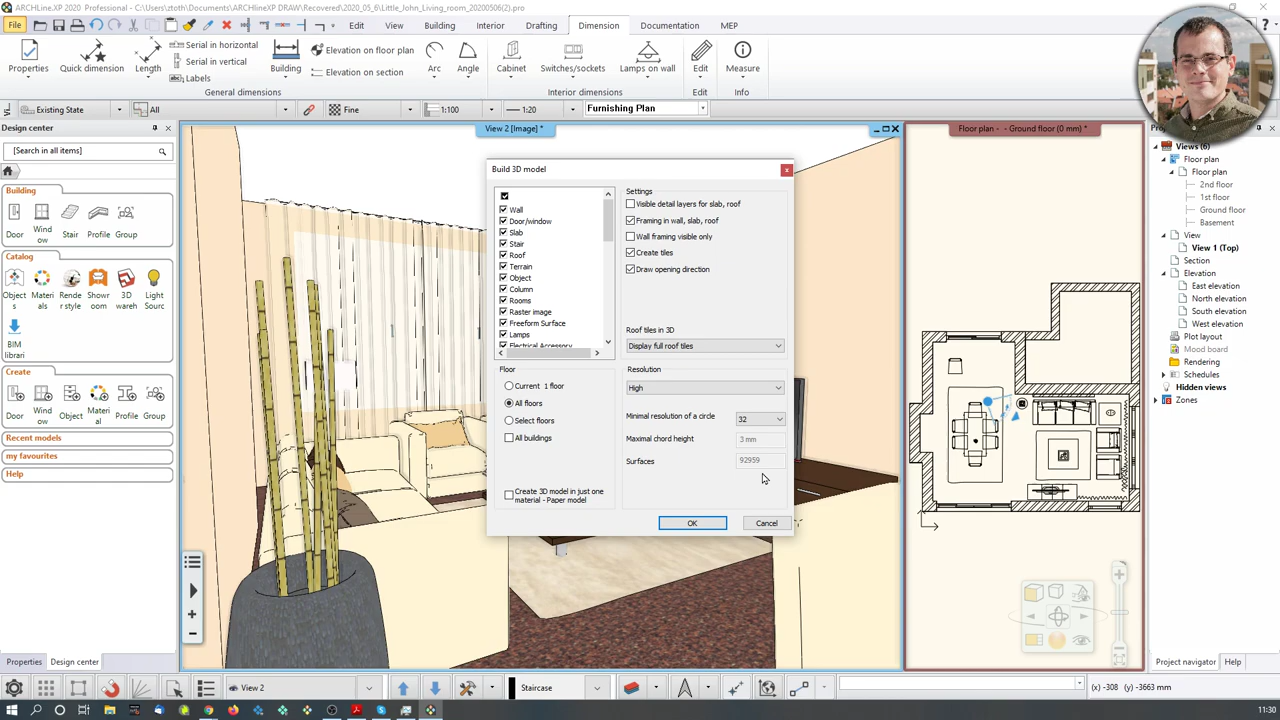 ARCHLine.XP 2020 Professional - C:\Users\ztoth\Documents\ARCHlineXP DRAW\Recovered\2020_05_6\Little_John_Living_room_20200506(2).pro
File
Edit View Building Interior Drafting Dimension Documentation MEP
Properties
Quick dimension
Length
Serial in horizontal
Serial in vertical
Labels
Building
Elevation on floor plan
Elevation on section
Arc
Angle
Cabinet
Switches/sockets
Lamps on wall
Edit
Measure
General dimensions
Interior dimensions
Edit
Info
Existing State
All
Fine
1:100
1:20
Furnishing Plan
Design center
[Search in all items]
Building
Door
Wind
ow
Stair
Profile
Group
Catalog
Object
s
Materi
als
Rende
r style
Showr
oom
3D
wareh
Light
Sourc
BIM
librari
Create
Door
Wind
ow
Object
Materi
als
Profile
Group
Recent models
my favourites
Help
Properties
Design center
View 2 [Image] *
Build 3D model
Wall
Door/window
Slab
Stair
Roof
Terrain
Object
Column
Rooms
Raster image
Freeform Surface
Lamps
Electrical Accessory
Settings
Visible detail layers for slab, roof
Framing in wall, slab, roof
Wall framing visible only
Create tiles
Draw opening direction
Roof tiles in 3D
Display full roof tiles
Floor
Current 1 floor
All floors
Select floors
All buildings
Create 3D model in just one
material - Paper model
Resolution
High
Minimal resolution of a circle
32
Maximal chord height
3 mm
Surfaces
92959
OK
Cancel
Floor plan - - Ground floor (0 mm) *
Views (6)
Floor plan
Floor plan
2nd floor
1st floor
Ground floor
Basement
View
View 1 (Top)
Section
Elevation
East elevation
North elevation
South elevation
West elevation
Plot layout
Mood board
Rendering
Schedules
Hidden views
Zones
Project navigator
Help
View 2
Staircase
(x) -308 (y) -3663 mm
11:30